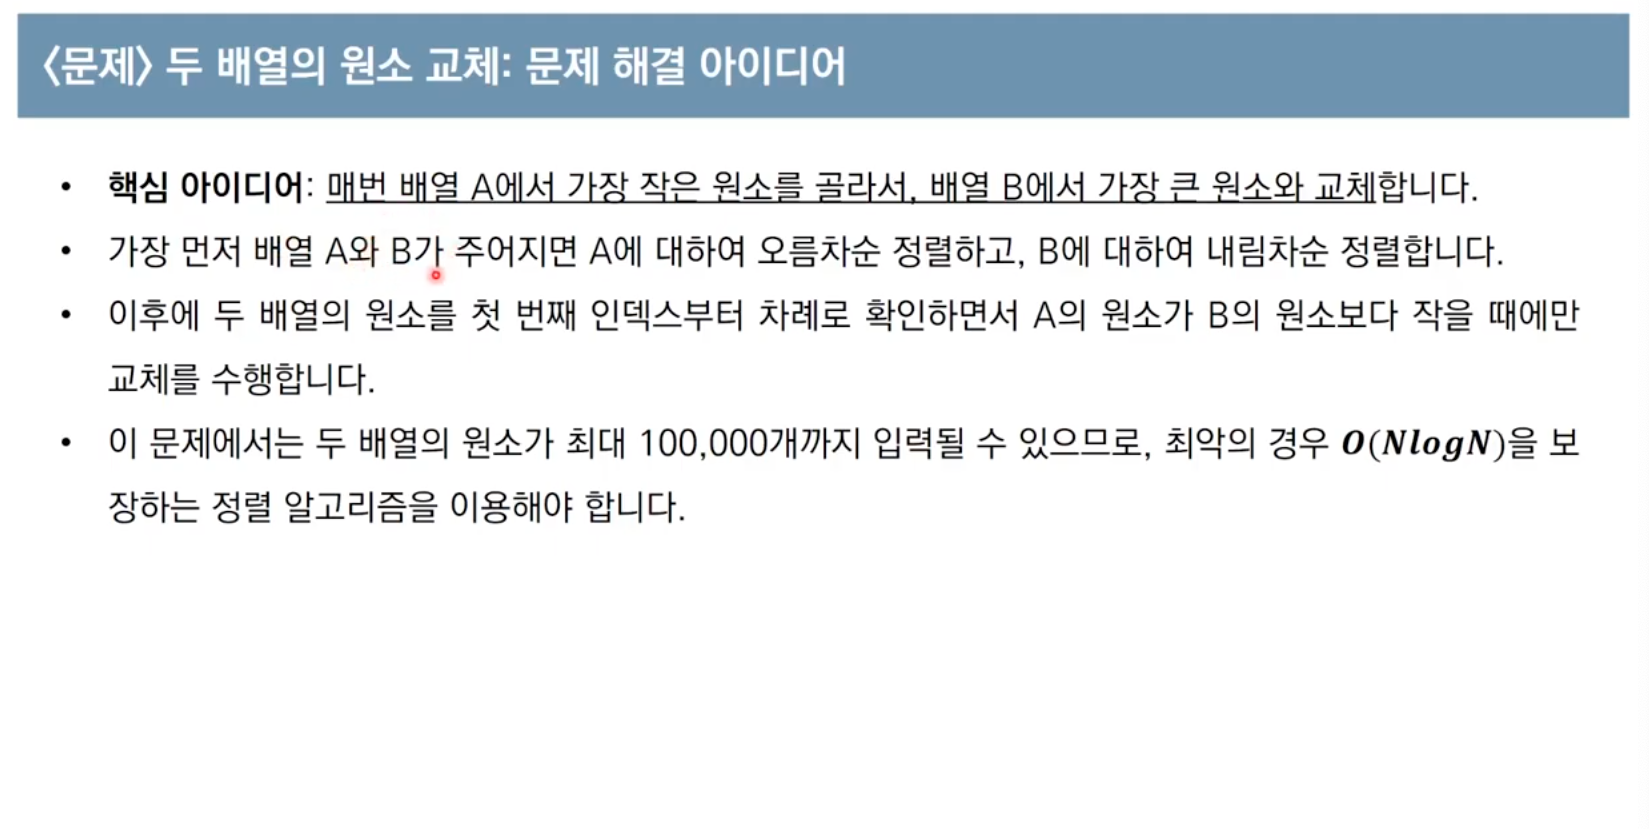 〈문제〉 두 배열의 원소 교체: 문제 해결 아이디어
• 핵심 아이디어: 매번 배열 A에서 가장 작은 원소를 골라서, 배열 B에서 가장 큰 원소와 교체합니다.
• 가장 먼저 배열 A와 B가 주어지면 A에 대하여 오름차순 정렬하고, B에 대하여 내림차순 정렬합니다.
• 이후에 두 배열의 원소를 첫 번째 인덱스부터 차례로 확인하면서 A의 원소가 B의 원소보다 작을 때에만
교체를 수행합니다.
• 이 문제에서는 두 배열의 원소가 최대 100,000개까지 입력될 수 있으므로, 최악의 경우 O(NlogN)을 보
장하는 정렬 알고리즘을 이용해야 합니다.